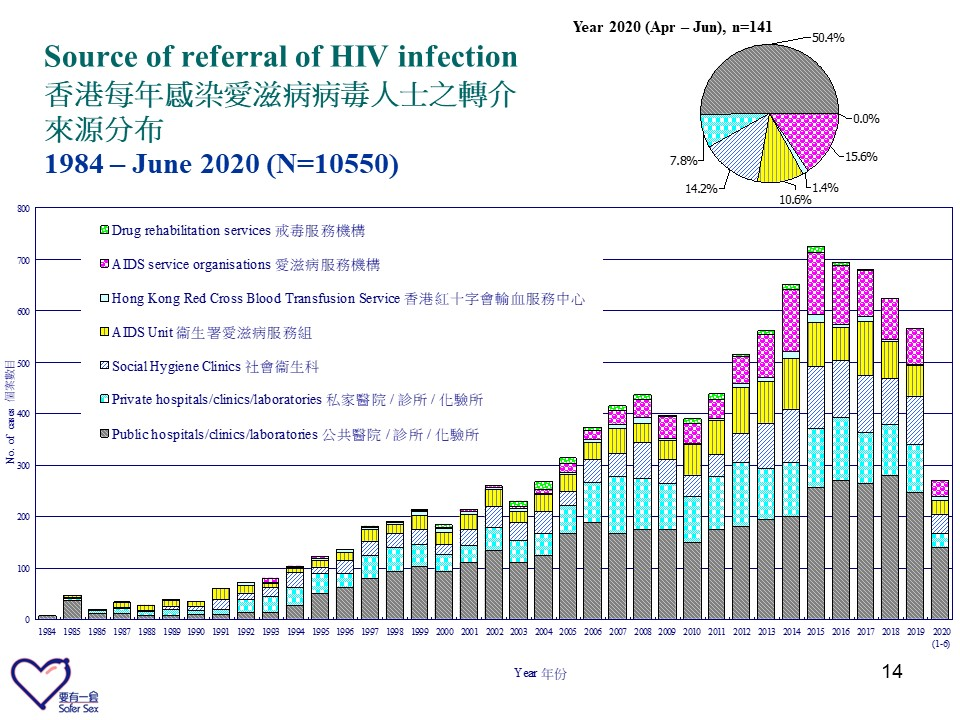 Year 2020 (Apr – Jun), n=141
50.4%
0.0%
15.6%
1.4%
10.6%
14.2%
7.8%
Source of referral of HIV infection
香港每年感染愛滋病病毒人士之轉介
來源分布
1984 – June 2020 (N=10550)
800
700
600
500
400
300
200
100
0
No. of cases 個案數目
Drug rehabilitation services 戒毒服務機構
AIDS service organisations 愛滋病服務機構
Hong Kong Red Cross Blood Transfusion Service 香港紅十字會輸血服務中心
AIDS Unit 衞生署愛滋病服務組
Social Hygiene Clinics 社會衞生科
Private hospitals/clinics/laboratories 私家醫院 / 診所 / 化驗所
Public hospitals/clinics/laboratories 公共醫院 / 診所 / 化驗所
1984 1985 1986 1987 1988 1989 1990 1991 1992 1993 1994 1995 1996 1997 1998 1999 2000 2001 2002 2003 2004 2005 2006 2007 2008 2009 2010 2011 2012 2013 2014 2015 2016 2017 2018 2019 2020
(1-6)
Year 年份
14
要有一套
Safer Sex